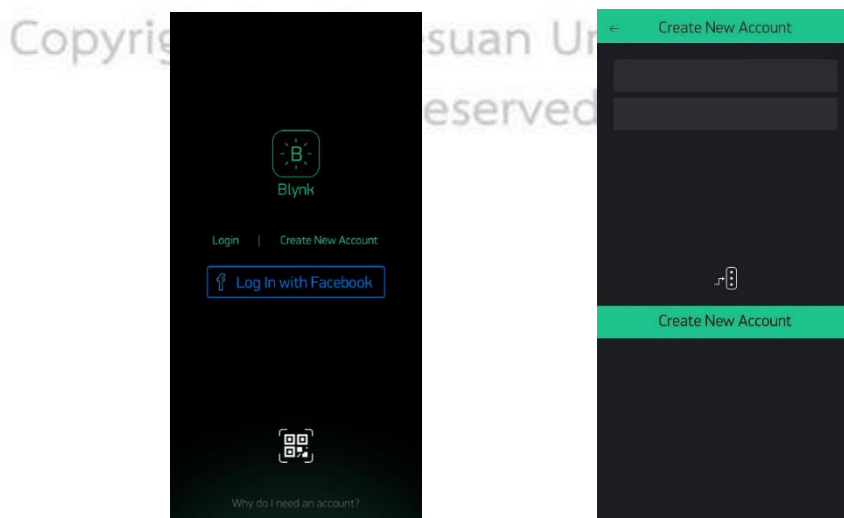 Copyrig
suan Ur
eserved
B
Blynk
Login | Create New Account
f Log In with Facebook
Why do I need an account?
← Create New Account
Create New Account